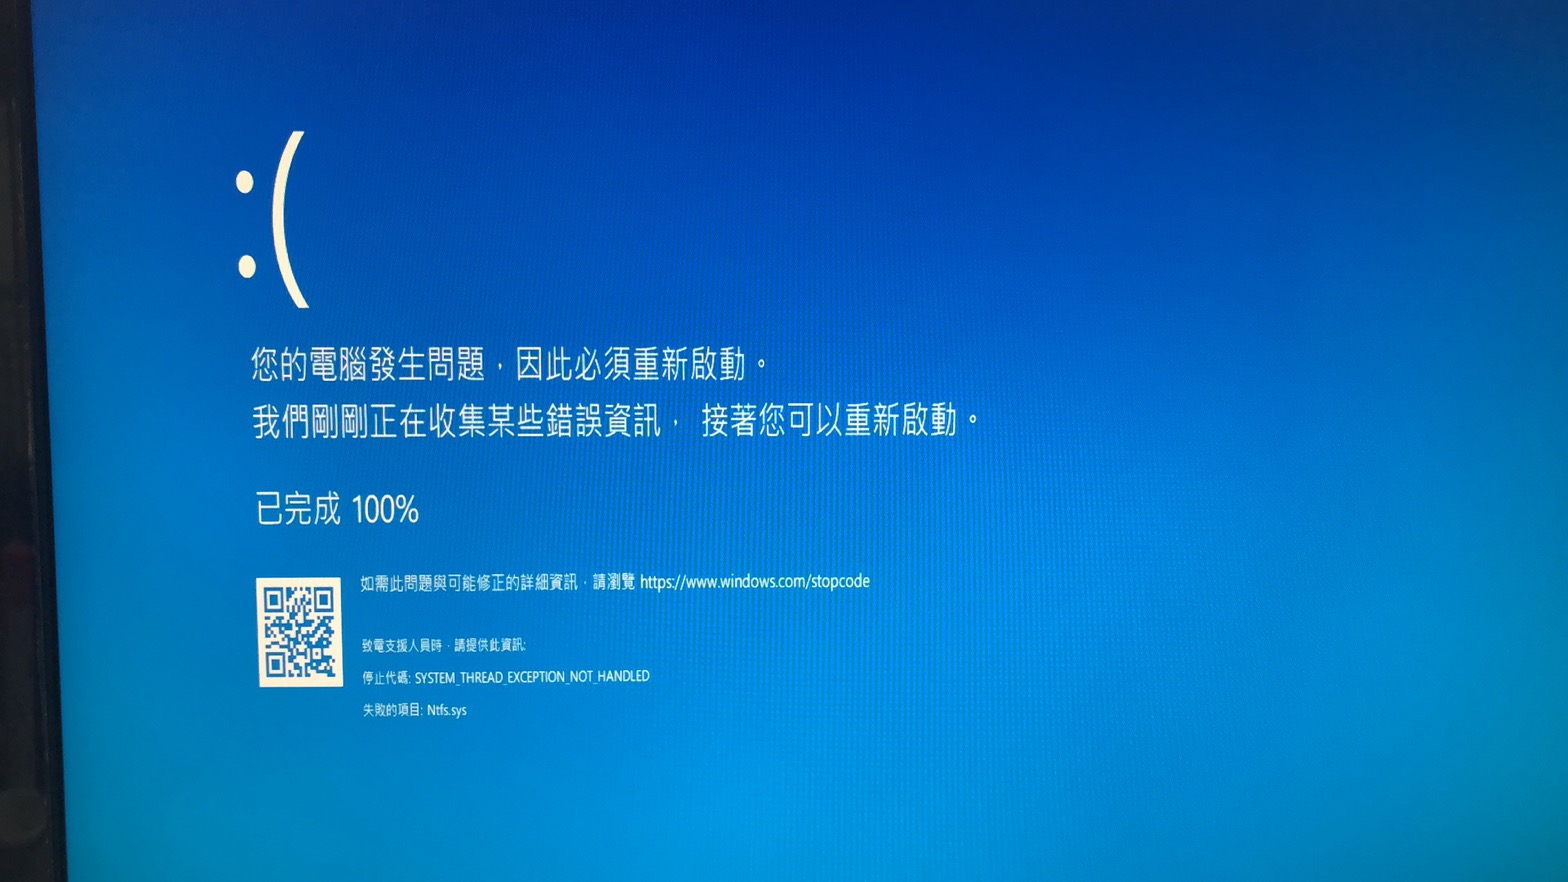 :(
您的電腦發生問題，因此必須重新啟動。
我們剛剛正在收集某些錯誤資訊， 接著您可以重新啟動。
已完成 100%
如需此問題與可能修正的詳細資訊，請瀏覽 https://www.windows.com/stopcode
致電支援人員時，請提供此資訊:
停止代碼: SYSTEM_THREAD_EXCEPTION_NOT_HANDLED
失敗的項目: Ntfs.sys